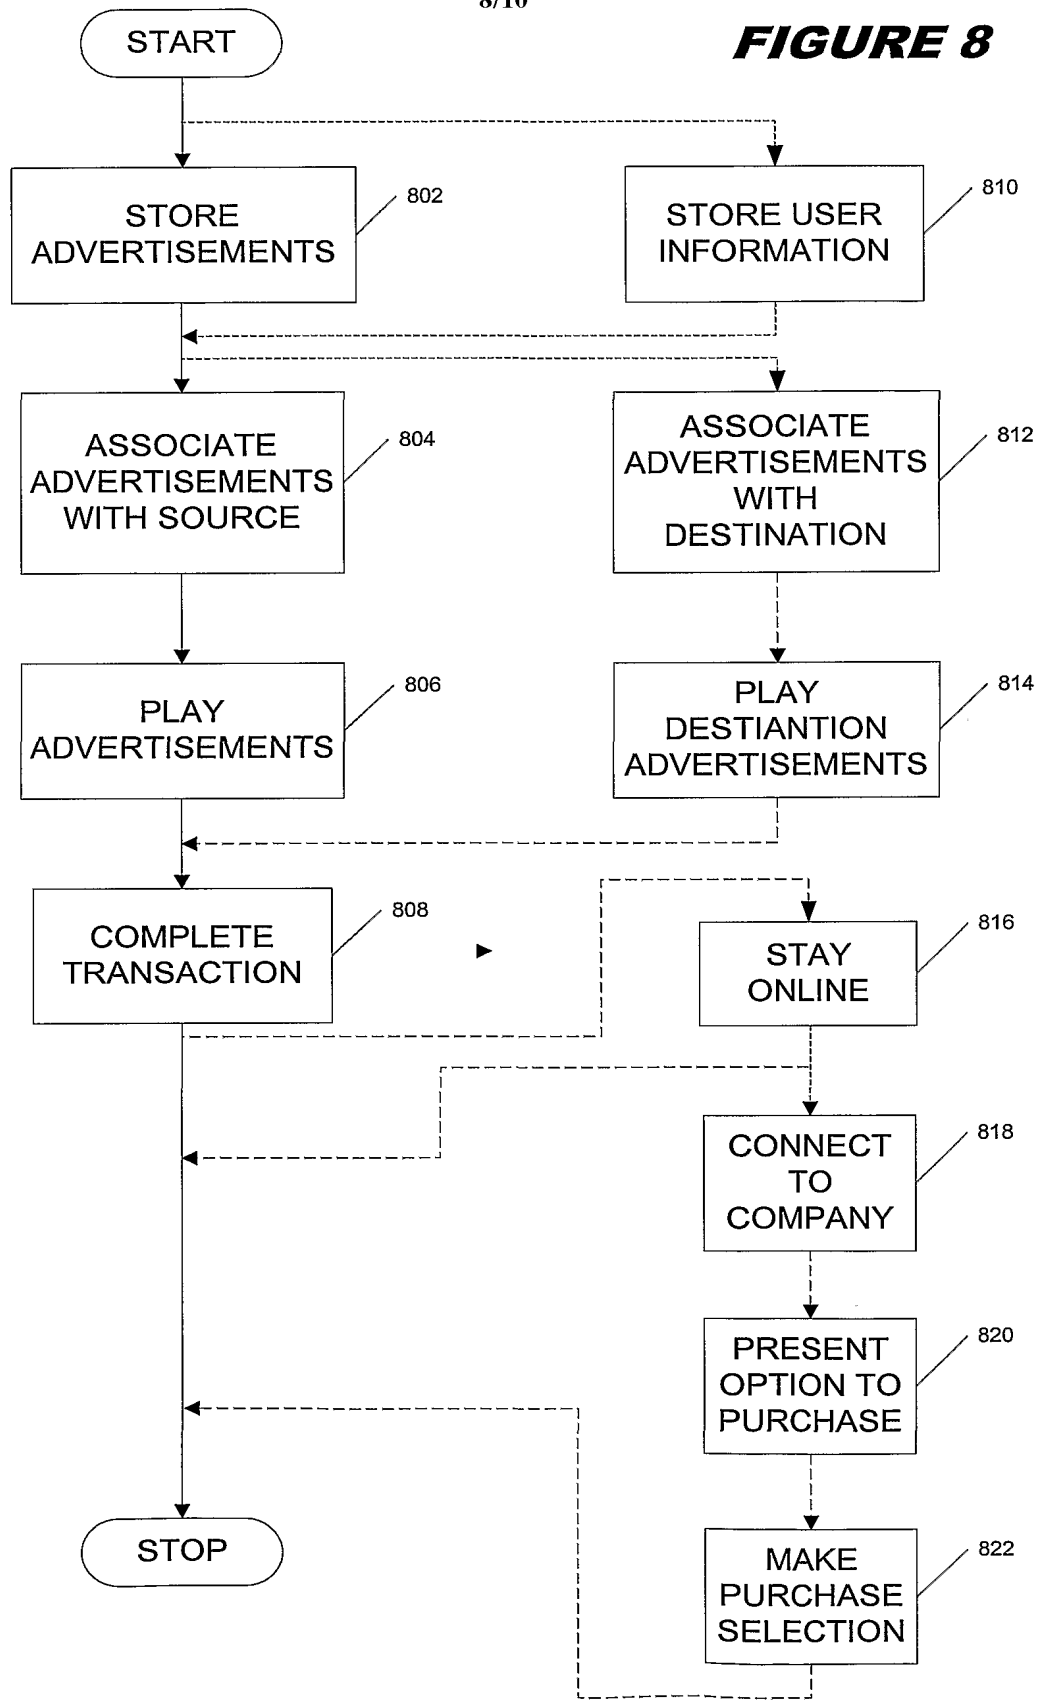 8/10
FIGURE 8
START
STORE
ADVERTISEMENTS
802
STORE USER
INFORMATION
810
ASSOCIATE
ADVERTISEMENTS
WITH SOURCE
804
ASSOCIATE
ADVERTISEMENTS
WITH
DESTINATION
812
PLAY
ADVERTISEMENTS
806
PLAY
DESTIANTION
ADVERTISEMENTS
814
COMPLETE
TRANSACTION
808
STAY
ONLINE
816
CONNECT
TO
COMPANY
818
PRESENT
OPTION TO
PURCHASE
820
STOP
MAKE
PURCHASE
SELECTION
822